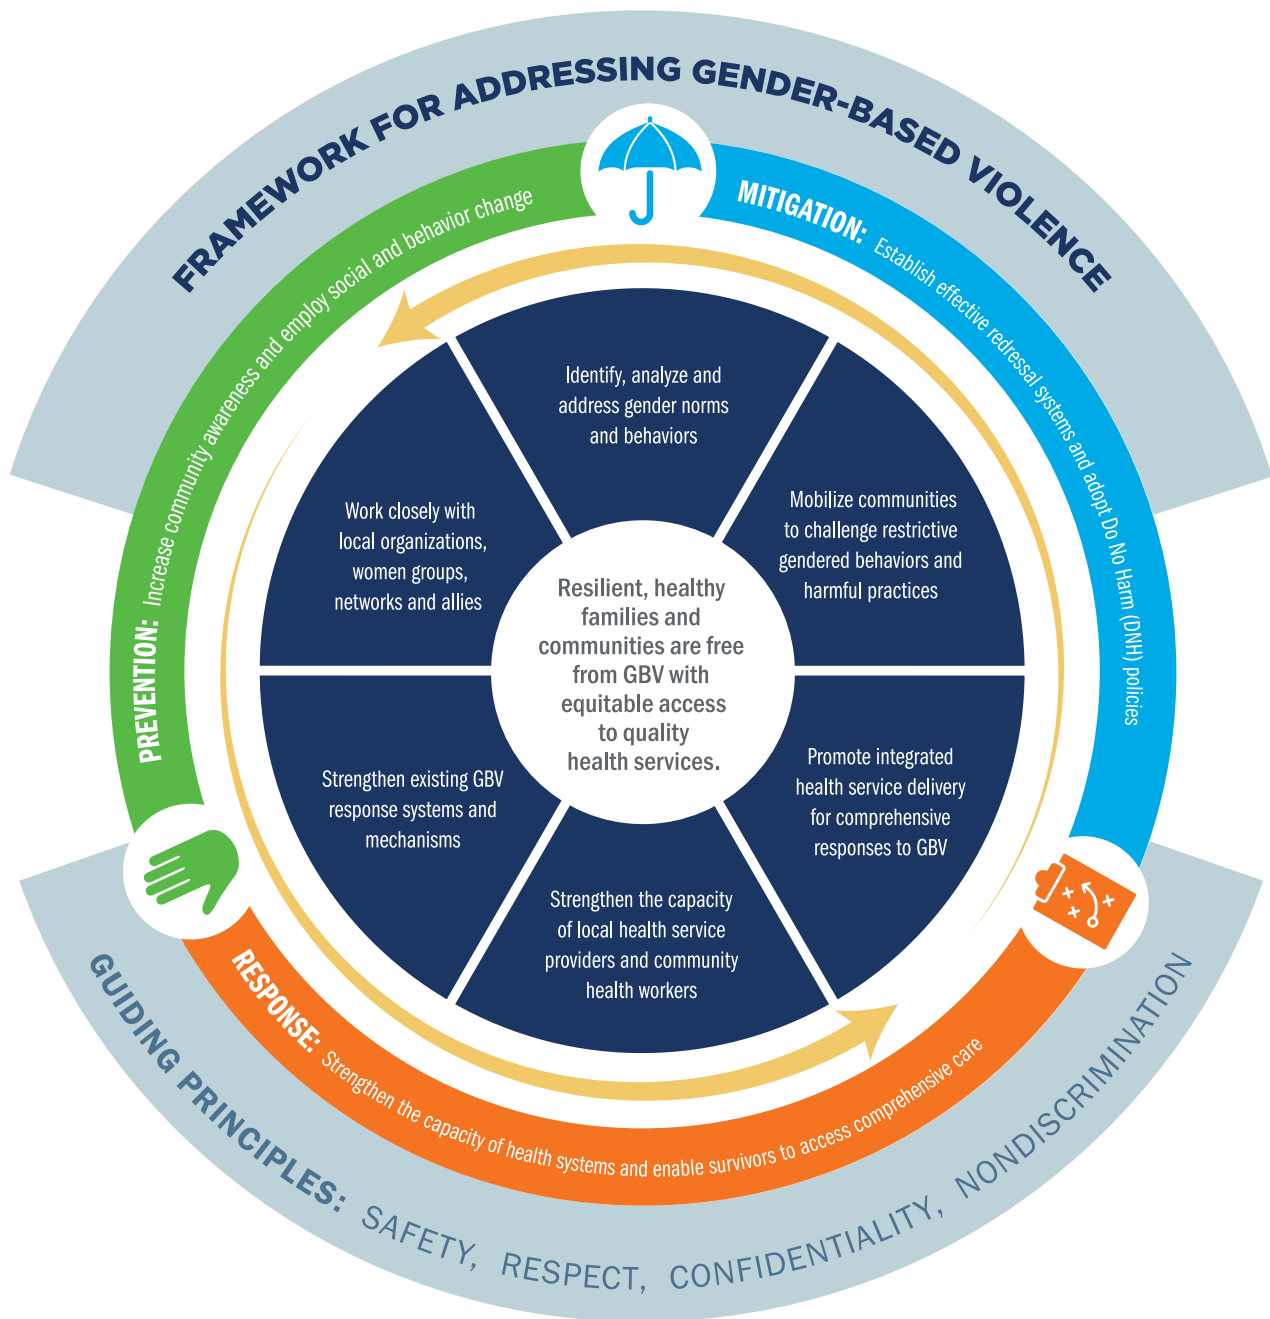 FRAMEWORK FOR ADDRESSING GENDER-BASED VIOLENCE
PREVENTION: Increase community awareness and employ social and behavior change
MITIGATION: Establish effective redressal systems and adopt Do No Harm (DNH) policies
Identify, analyze and
address gender norms
and behaviors
Mobilize communities
to challenge restrictive
gendered behaviors and
harmful practices
Promote integrated
health service delivery
for comprehensive
responses to GBV
Strengthen the capacity
of local health service
providers and community
health workers
Strengthen existing GBV
response systems and
mechanisms
Work closely with
local organizations,
women groups,
networks and allies
Resilient, healthy
families and
communities are free
from GBV with
equitable access
to quality
health services.
RESPONSE: Strengthen the capacity of health systems and enable survivors to access comprehensive care
GUIDING PRINCIPLES: SAFETY, RESPECT, CONFIDENTIALITY, NONDISCRIMINATION